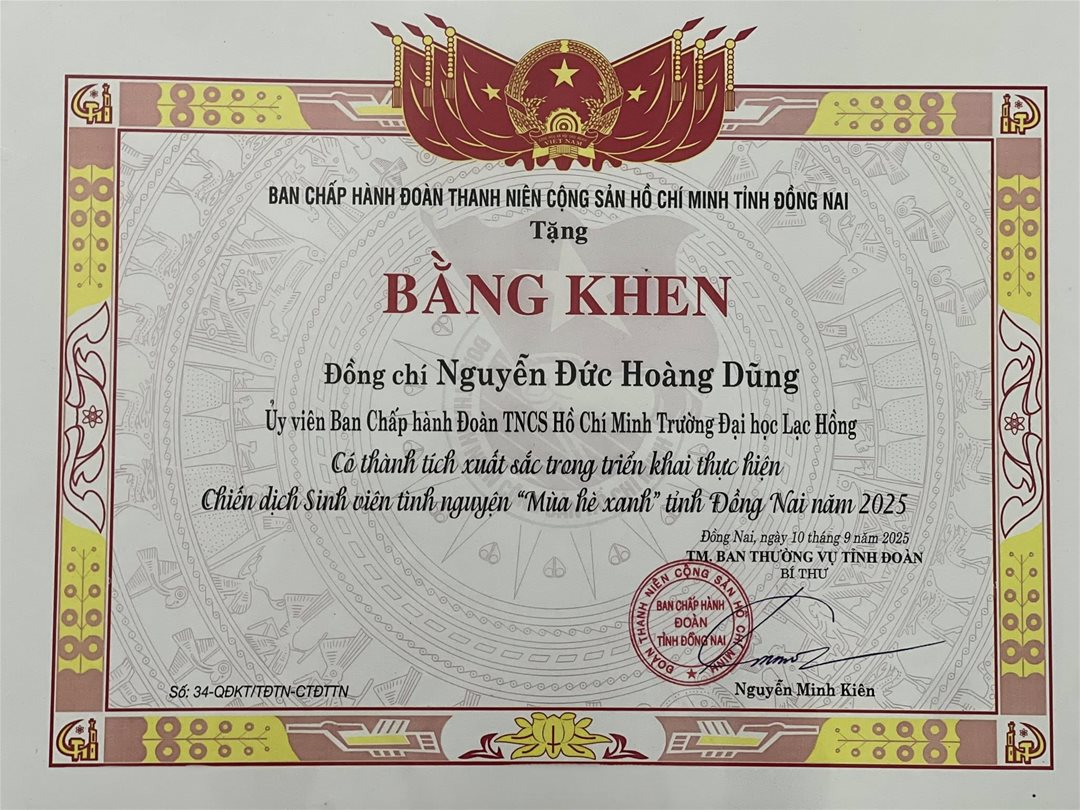 VIỆT NAM
BAN CHẤP HÀNH ĐOÀN THANH NIÊN CỘNG SẢN HỒ CHÍ MINH TỈNH ĐỒNG NAI
Tặng
BẰNG KHEN
Đồng chí Nguyễn Đức Hoàng Dũng
Ủy viên Ban Chấp hành Đoàn TNCS Hồ Chí Minh Trường Đại học Lạc Hồng
Có thành tích xuất sắc trong triển khai thực hiện
Chiến dịch Sinh viên tình nguyện “Mùa hè xanh” tỉnh Đồng Nai năm 2025
Đồng Nai, ngày 10 tháng 9 năm 2025
TM. BAN THƯỜNG VỤ TỈNH ĐOÀN
BÍ THƯ
ĐOÀN THANH NIÊN CỘNG SẢN HỒ CHÍ MINH
BAN CHẤP HÀNH
ĐOÀN
TỈNH ĐỒNG NAI
Nguyễn Minh Kiên
Số: 34-QĐKT/TĐTN-CTĐTTN